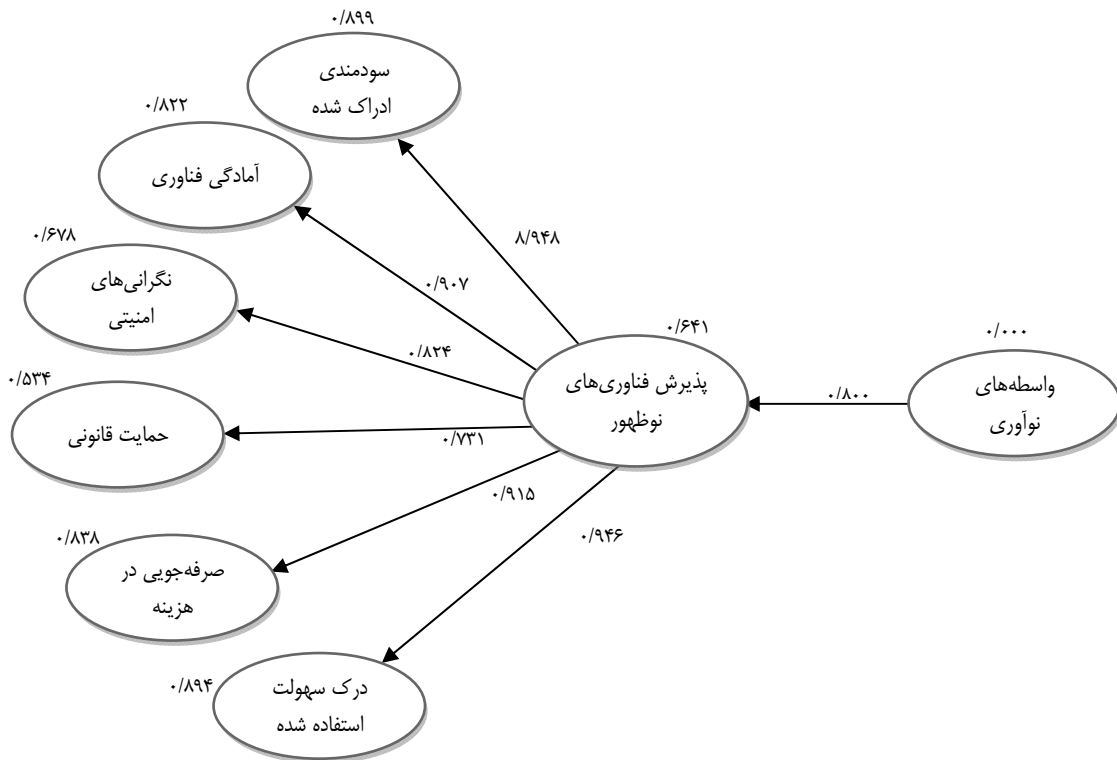 ۰/۸۹۹
سودمندی
ادراک شده
۰/۸۲۲
آمادگی فناوری
۸/۹۴۸
۰/۶۷۸
نگرانی‌های
امنیتی
۰/۹۰۷
۰/۸۲۴
۰/۶۴۱
پذیرش فناوری‌های
نوظهور
۰/۰۰۰
واسطه‌های
نوآوری
۰/۸۰۰
۰/۵۳۴
حمایت قانونی
۰/۷۳۱
۰/۹۱۵
۰/۸۳۸
صرفه‌جویی در
هزینه
۰/۹۴۶
۰/۸۹۴
درک سهولت
استفاده شده